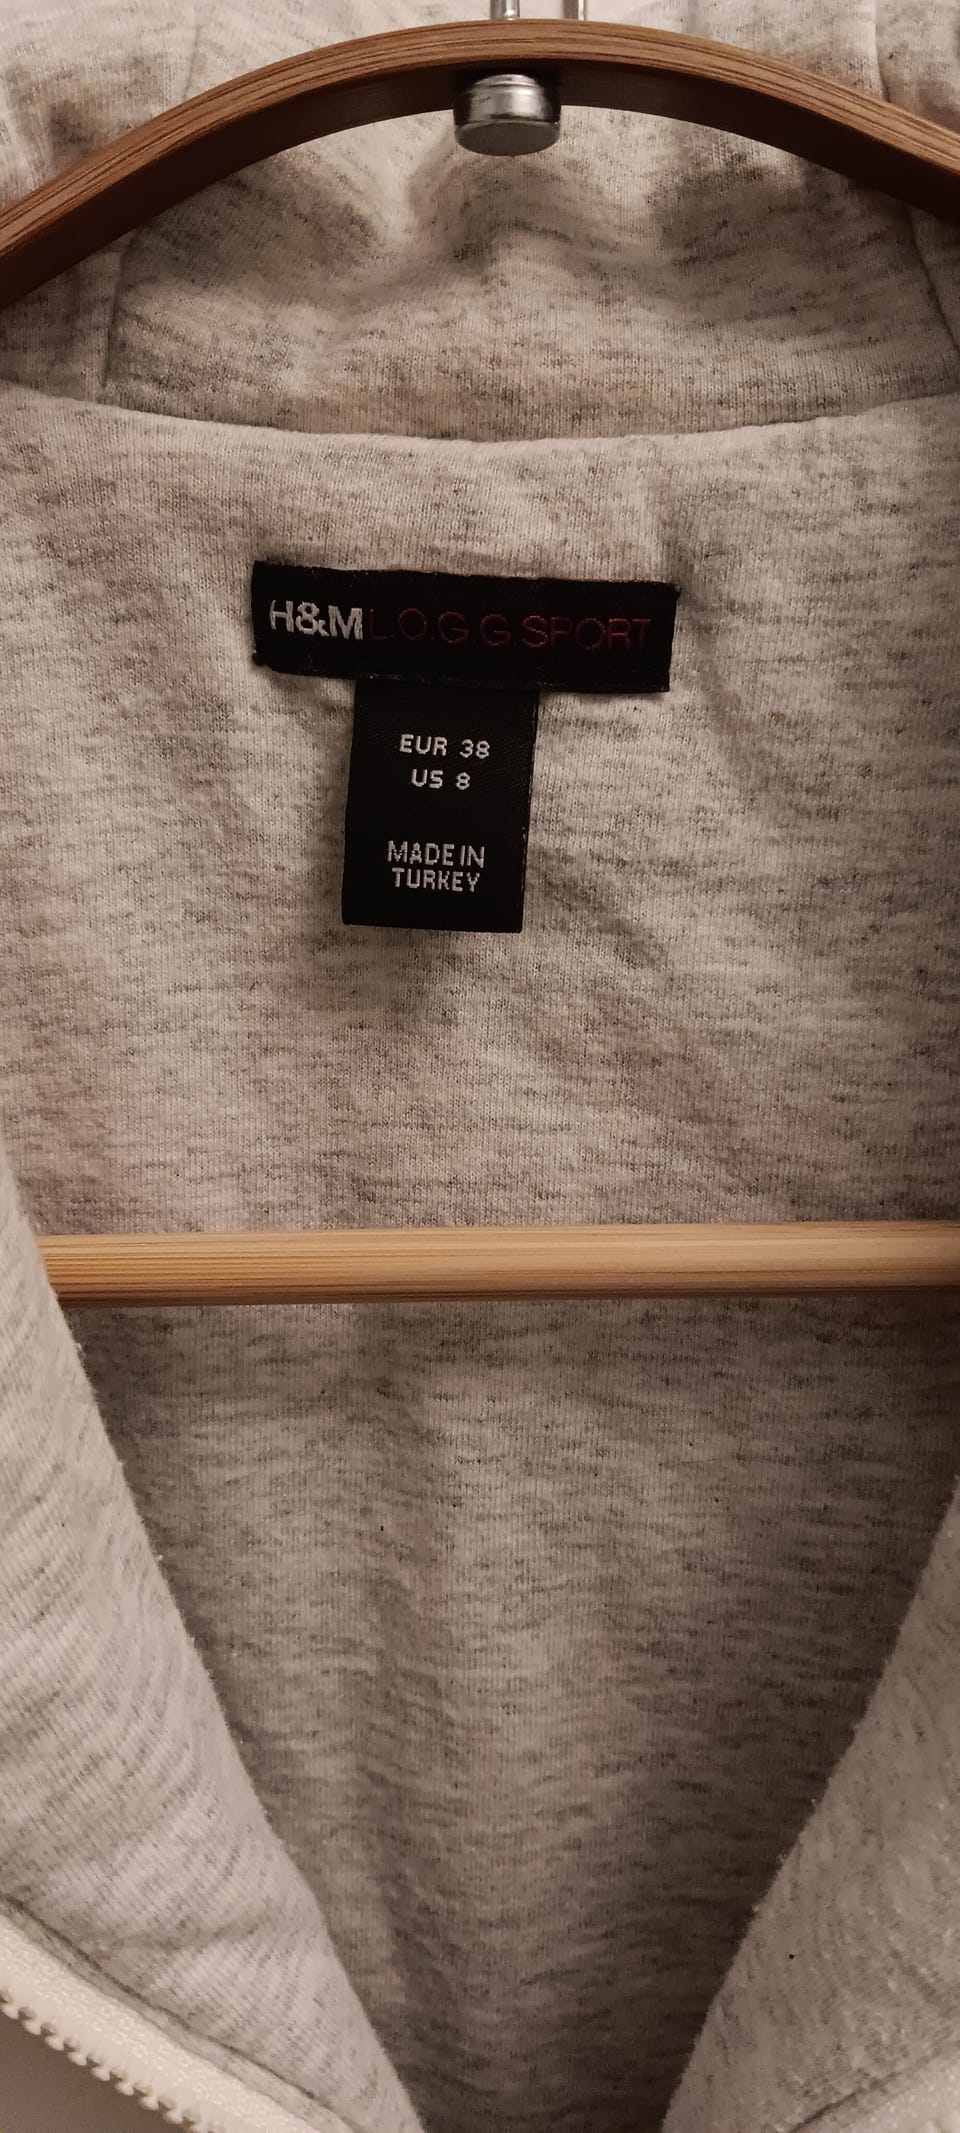 H&M L.O.G.G. SPORT
EUR 38
US 8
MADE IN
TURKEY